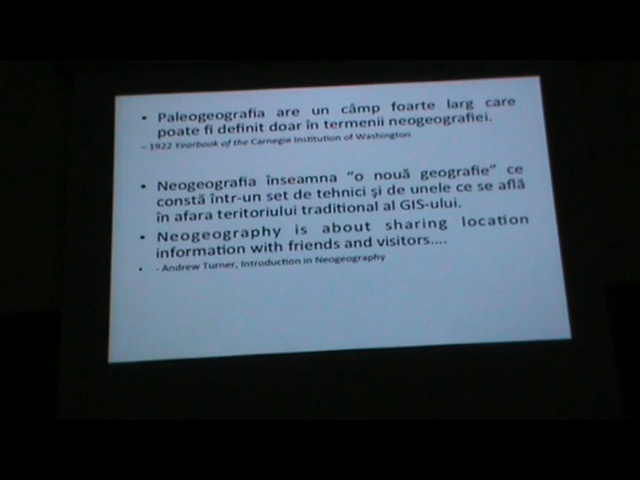 • Paleogeografia are un câmp foarte larg care
poate fi definit doar în termenii neogeografiei.
– 1922 Yearbook of the Carnegie Institution of Washington
• Neogeografia înseamna "o nouă geografie" ce
constă într-un set de tehnici şi de unele ce se află
în afara teritoriului traditional al GIS-ului.
• Neogeography is about sharing location
information with friends and visitors....
• - Andrew Turner, Introduction in Neogeography